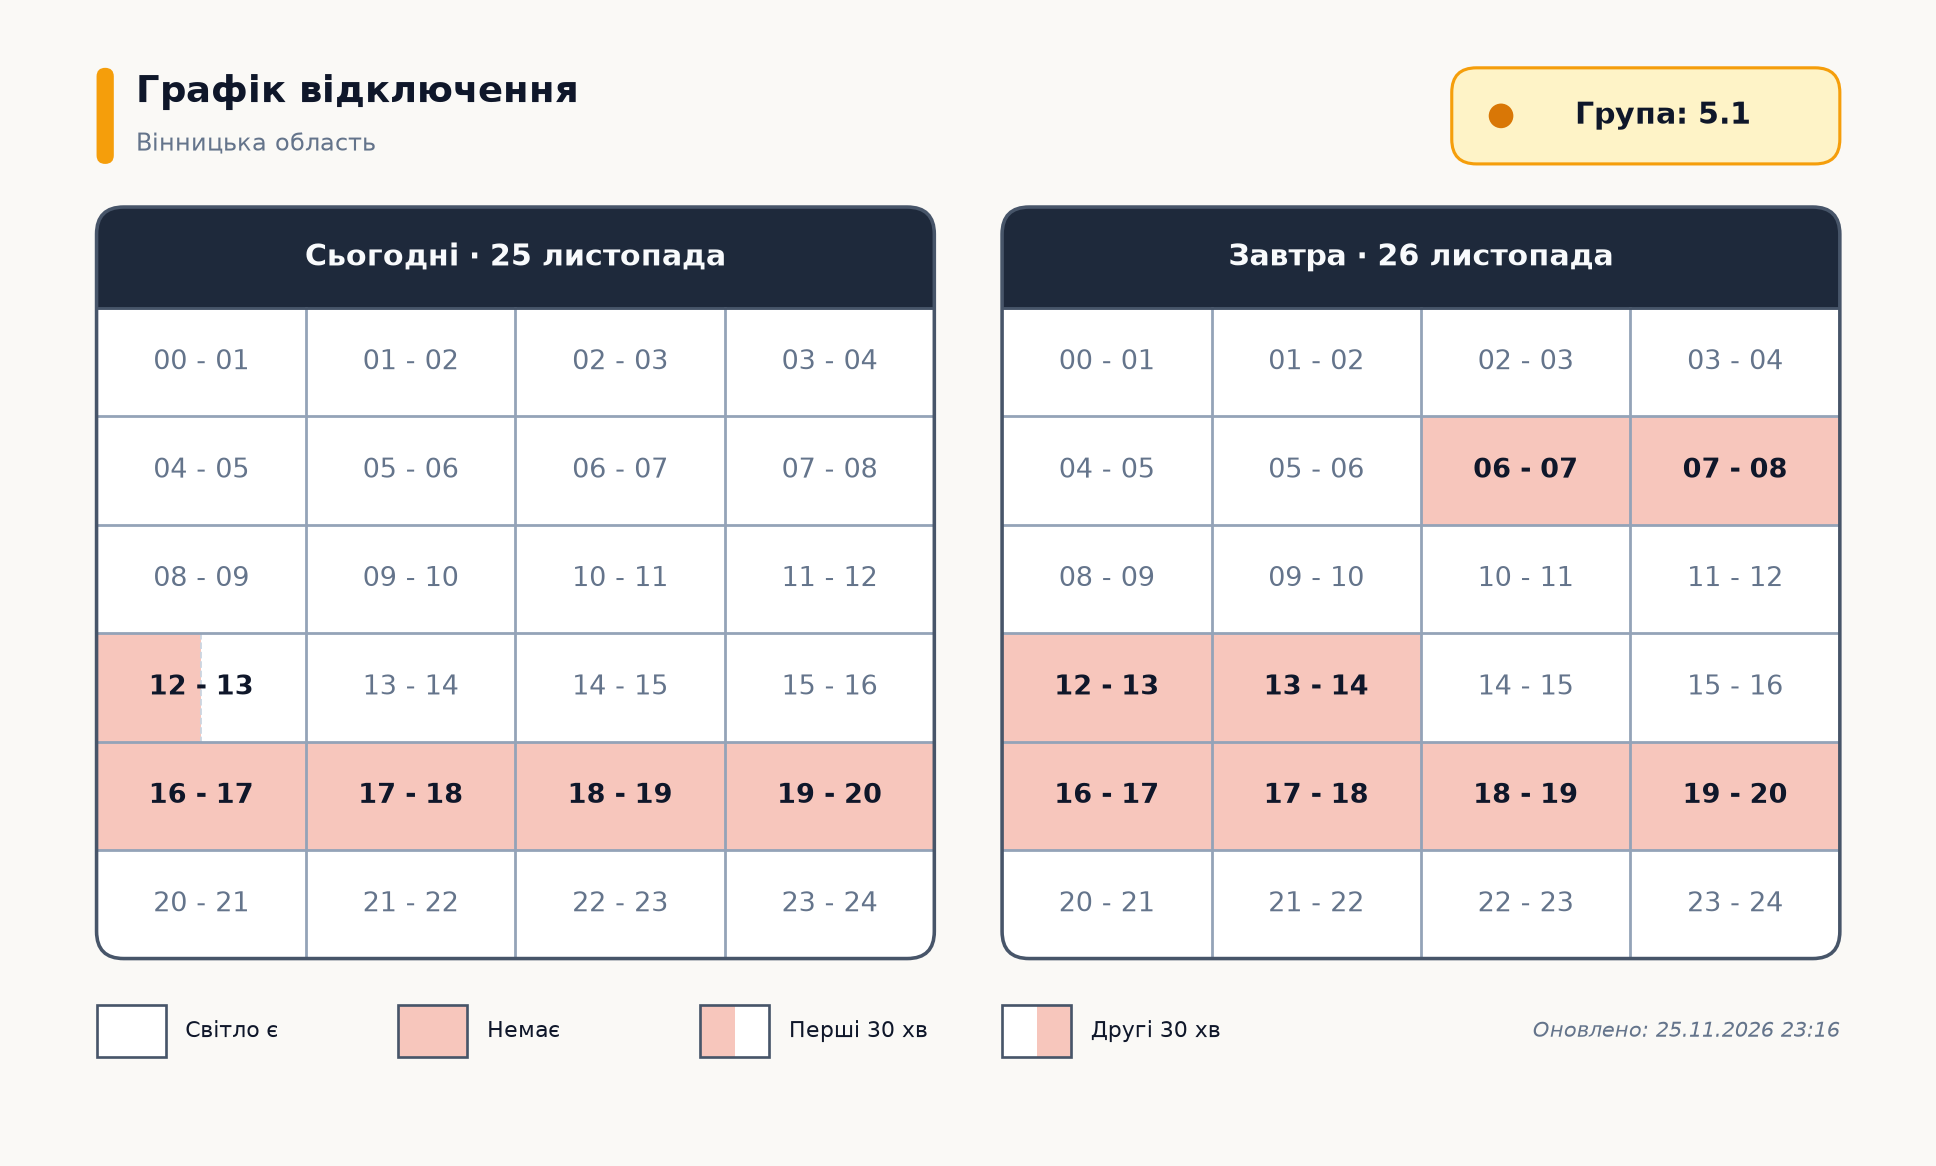 Графік відключення
Вінницька область
Група: 5.1
Сьогодні · 25 листопада
00 - 01 01 - 02 02 - 03 03 - 04
04 - 05 05 - 06 06 - 07 07 - 08
08 - 09 09 - 10 10 - 11 11 - 12
12 - 13 13 - 14 14 - 15 15 - 16
16 - 17 17 - 18 18 - 19 19 - 20
20 - 21 21 - 22 22 - 23 23 - 24
Завтра · 26 листопада
00 - 01 01 - 02 02 - 03 03 - 04
04 - 05 05 - 06 06 - 07 07 - 08
08 - 09 09 - 10 10 - 11 11 - 12
12 - 13 13 - 14 14 - 15 15 - 16
16 - 17 17 - 18 18 - 19 19 - 20
20 - 21 21 - 22 22 - 23 23 - 24
Світло є Немає Перші 30 хв Другі 30 хв
Оновлено: 25.11.2026 23:16